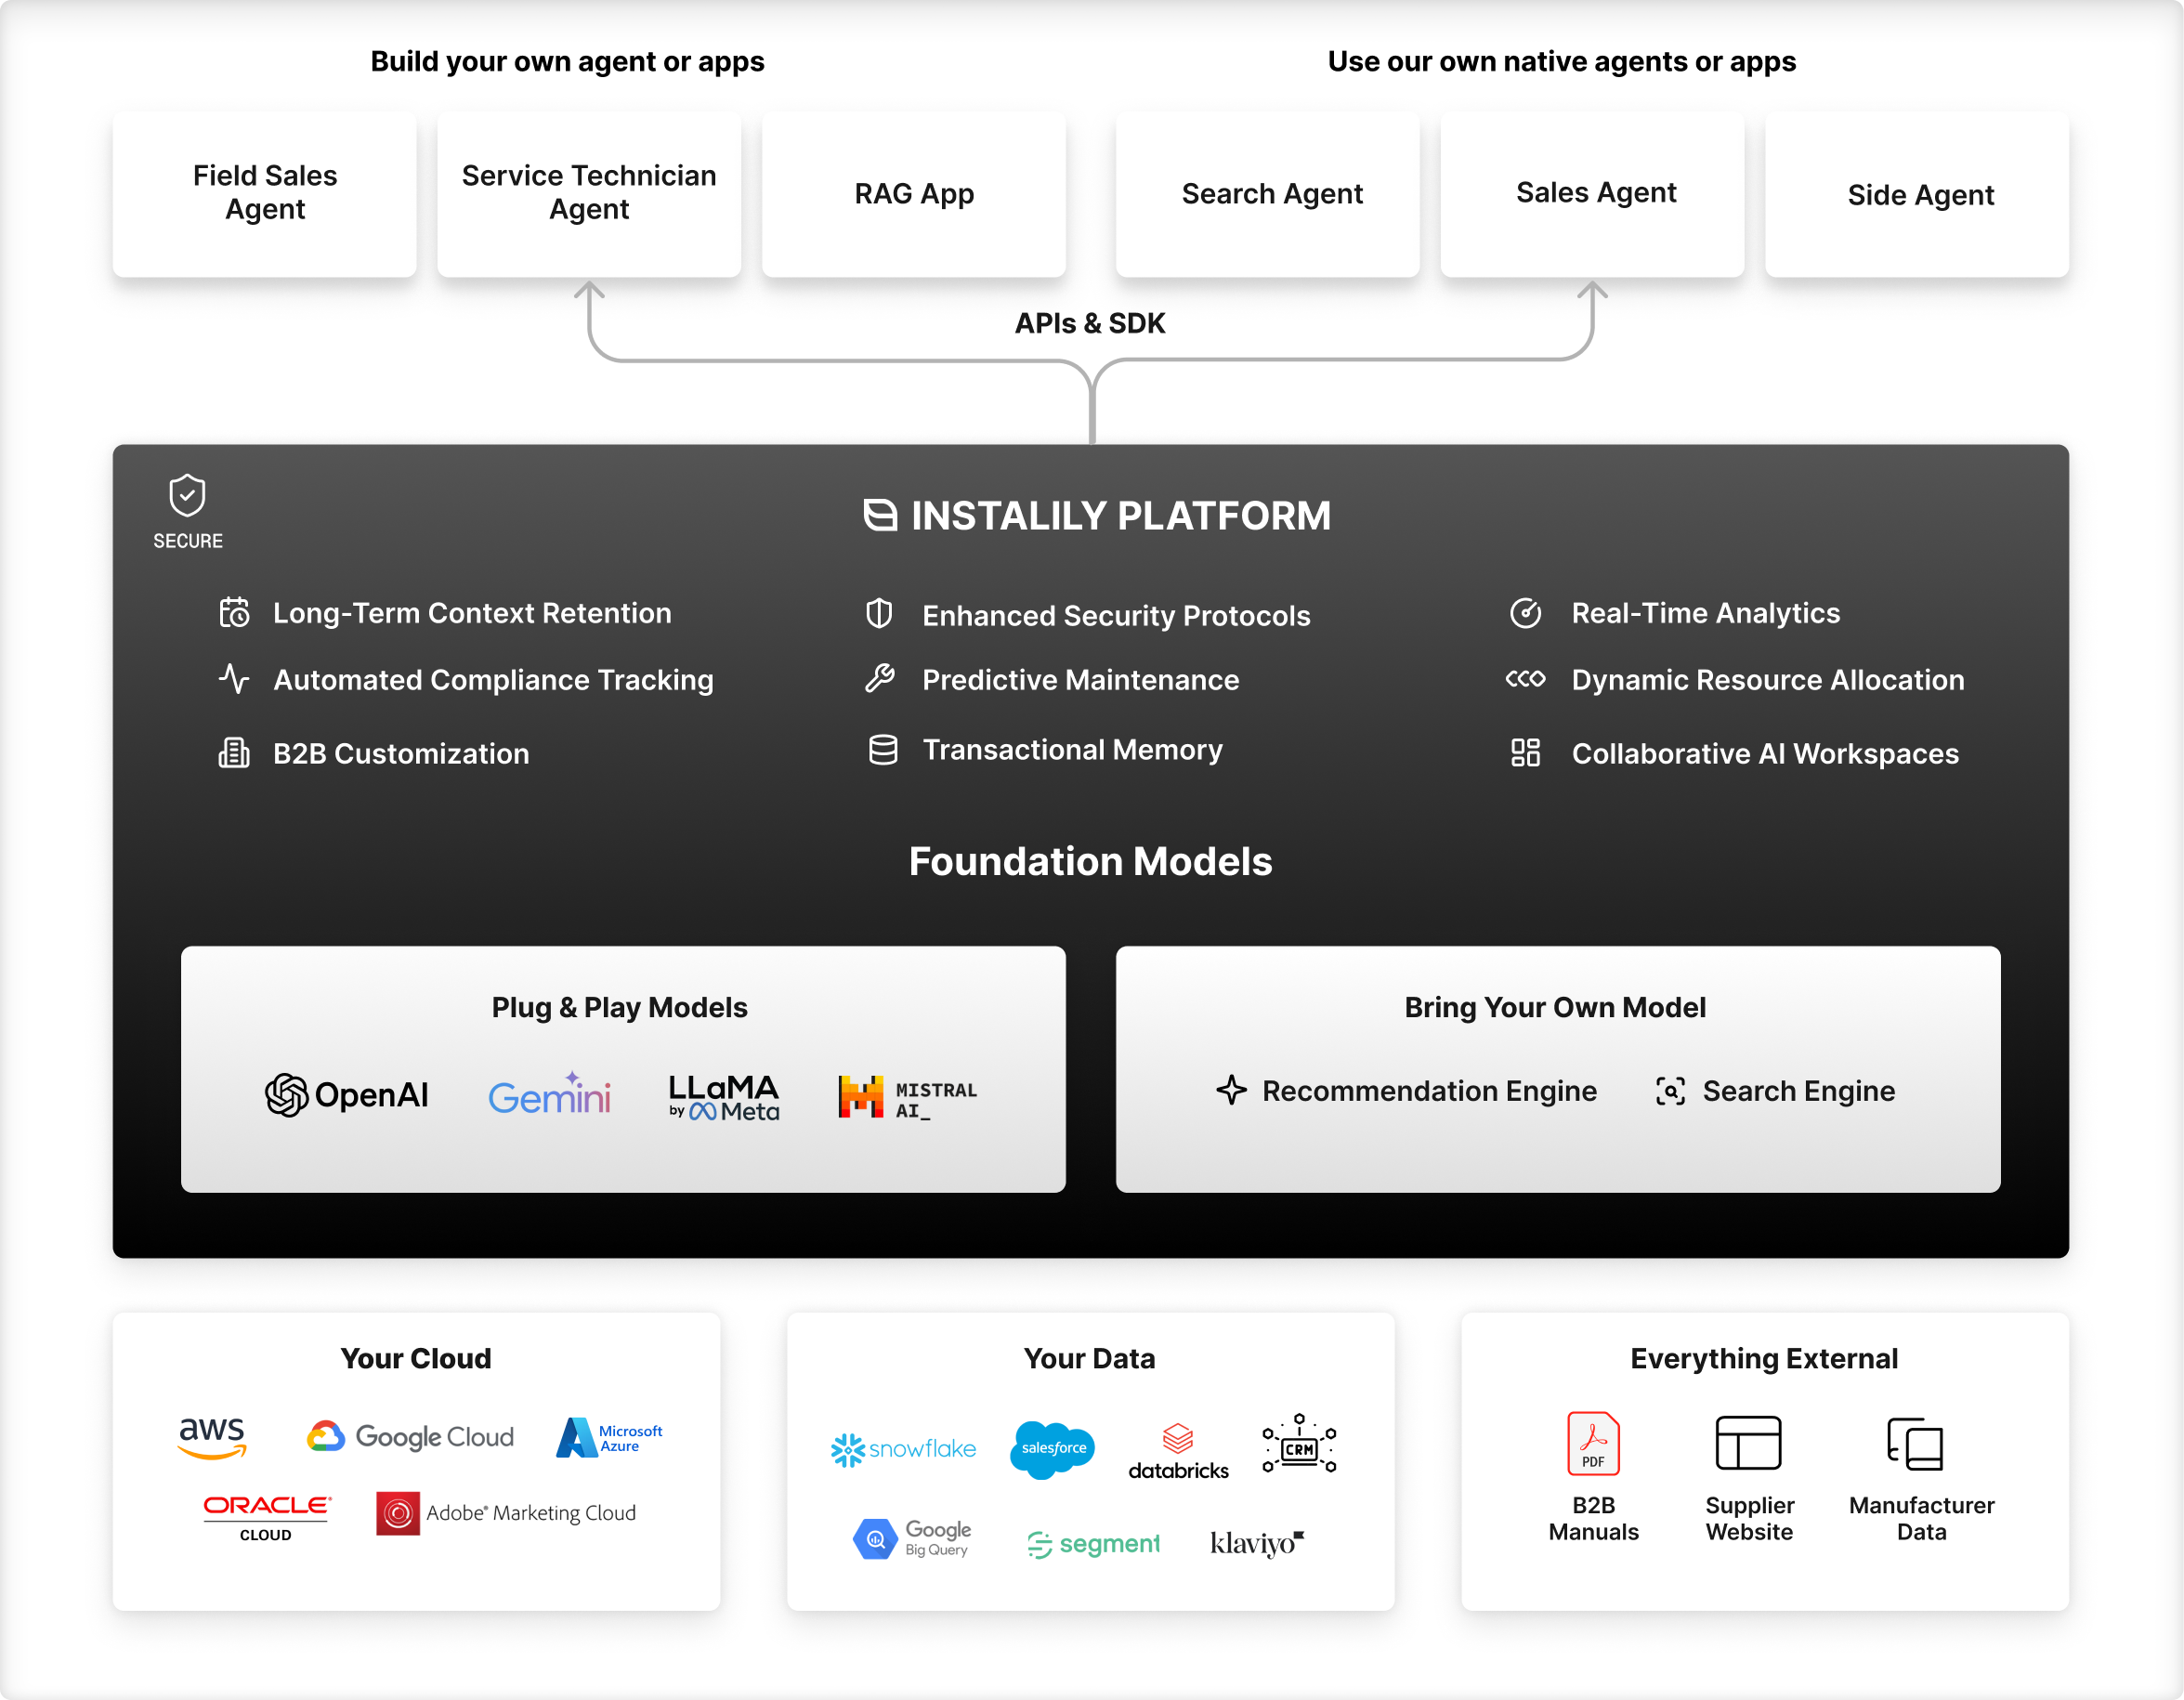 Build your own agent or apps
Use our own native agents or apps
Field Sales
Agent
Service Technician
Agent
RAG App
Search Agent
Sales Agent
Side Agent
APIs & SDK
SECURE
INSTALILY PLATFORM
Long-Term Context Retention
Enhanced Security Protocols
Real-Time Analytics
Automated Compliance Tracking
Predictive Maintenance
Dynamic Resource Allocation
B2B Customization
Transactional Memory
Collaborative AI Workspaces
Foundation Models
Plug & Play Models
OpenAI
Gemini
LLaMA
by Meta
MISTRAL
AI_
Bring Your Own Model
Recommendation Engine
Search Engine
Your Cloud
aws
Google Cloud
Microsoft
Azure
ORACLE®
CLOUD
Adobe® Marketing Cloud
Your Data
snowflake
salesforce
databricks
CRM
Google
Big Query
segment
klaviyo
Everything External
PDF
B2B
Manuals
Supplier
Website
Manufacturer
Data